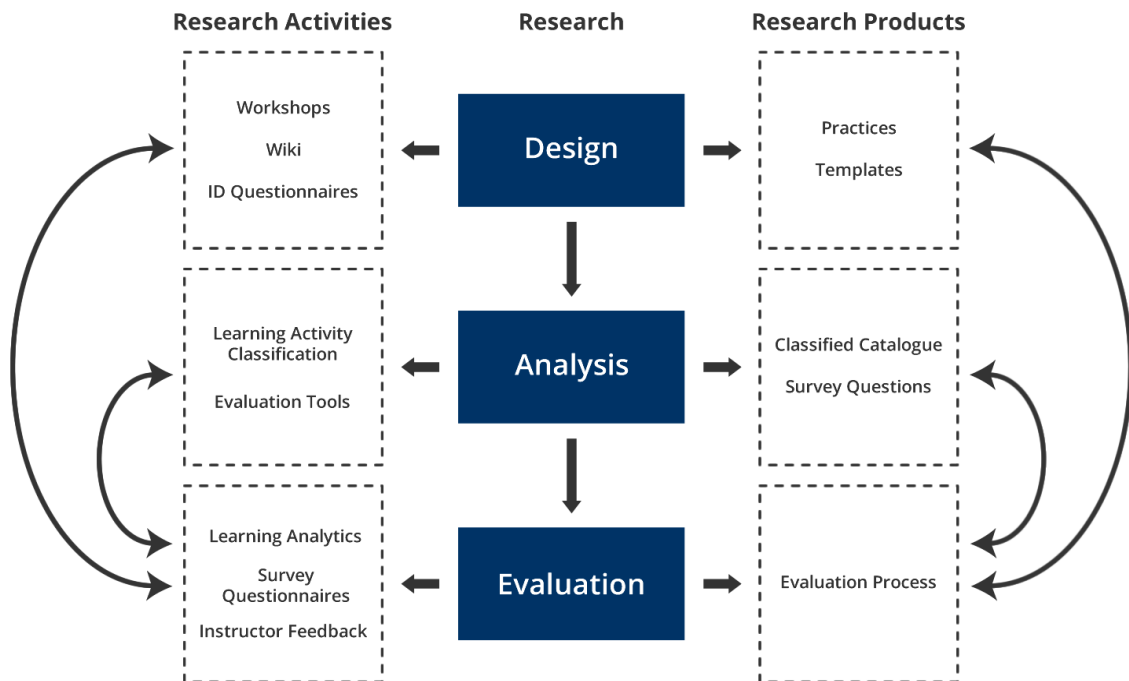 Research Activities
Research
Research Products
Workshops
Wiki
ID Questionnaires
Design
Practices
Templates
Learning Activity
Classification
Evaluation Tools
Analysis
Classified Catalogue
Survey Questions
Learning Analytics
Survey
Questionnaires
Instructor Feedback
Evaluation
Evaluation Process